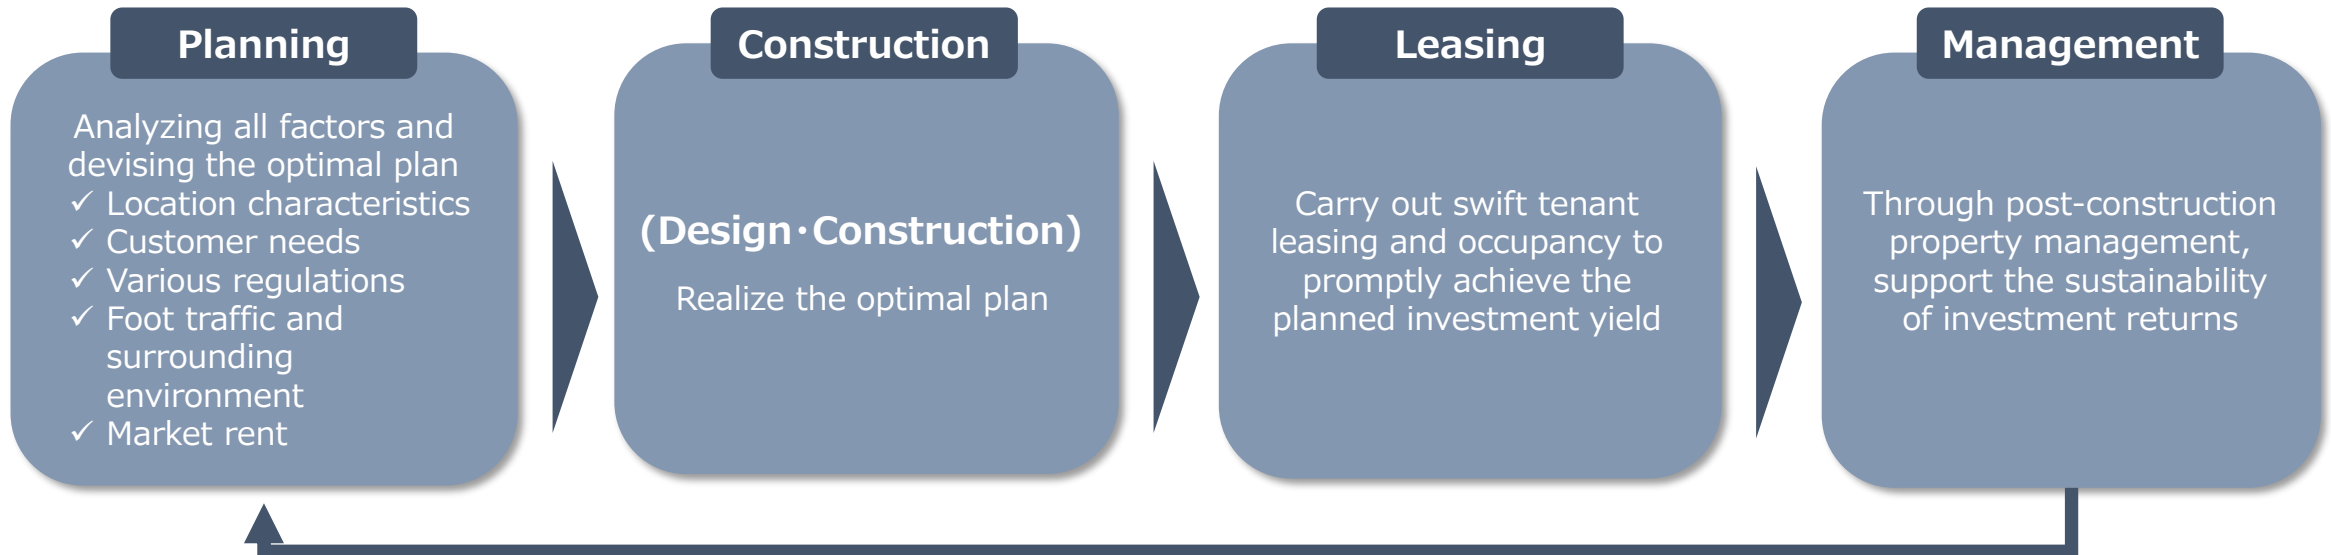 Planning
Analyzing all factors and
devising the optimal plan
✓ Location characteristics
✓ Customer needs
✓ Various regulations
✓ Foot traffic and
surrounding
environment
✓ Market rent
Construction
(Design・Construction)
Realize the optimal plan
Leasing
Carry out swift tenant
leasing and occupancy to
promptly achieve the
planned investment yield
Management
Through post-construction
property management,
support the sustainability
of investment returns